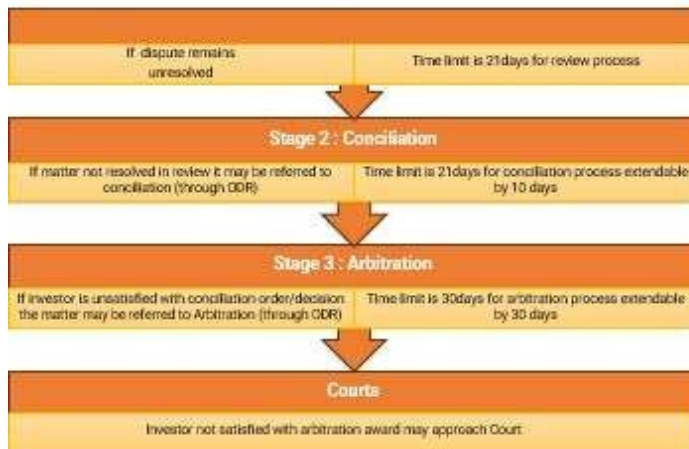 If dispute remains
unresolved
Time limit is 21days for review process
Stage 2 : Conciliation
If matter not resolved in review it may be referred to
conciliation (through ODR)
Time limit is 21days for conciliation process extendable
by 10 days
Stage 3 : Arbitration
If investor is unsatisfied with conciliation order/decision
the matter may be referred to Arbitration (through ODR)
Time limit is 30days for arbitration process extendable
by 30 days
Courts
Investor not satisfied with arbitration award may approach Court